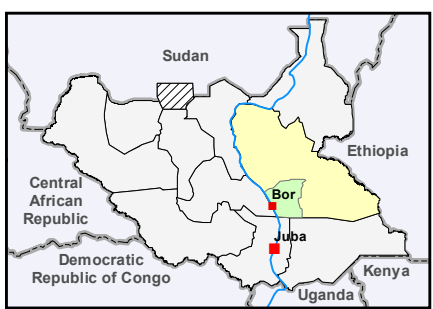 Sudan
Ethiopia
Central
African
Republic
Bor
Juba
Democratic
Republic of Congo
Kenya
Uganda